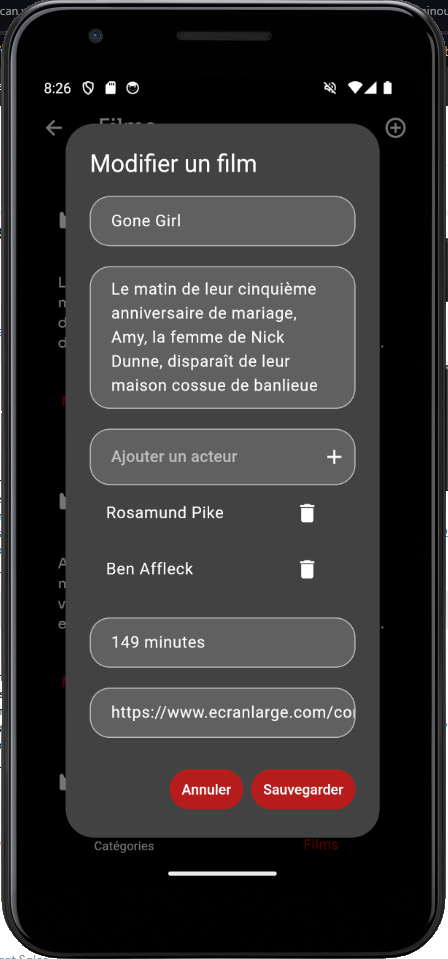 8:26
Films
Modifier un film
Gone Girl
Le matin de leur cinquième
anniversaire de mariage,
Amy, la femme de Nick
Dunne, disparaît de leur
maison cossue de banlieue
Ajouter un acteur
Rosamund Pike
Ben Affleck
149 minutes
https://www.ecranlarge.com/co
Annuler
Sauvegarder
Catégories
Films